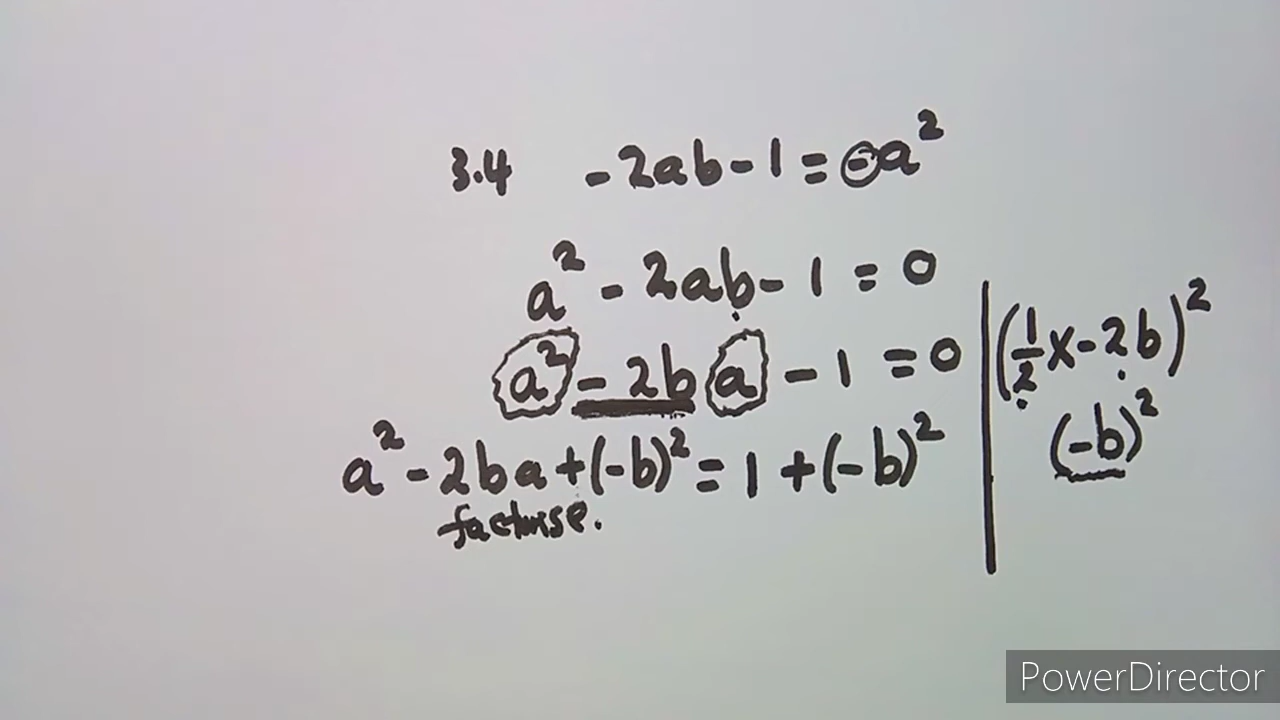 3.4 -2ab-1=-a²
a²-2ab-1=0
a²-2ba-1=0
a²-2ba+(-b)²=1+(-b)²
factorise.
(1/2×-2b)²
(-b)²
PowerDirector